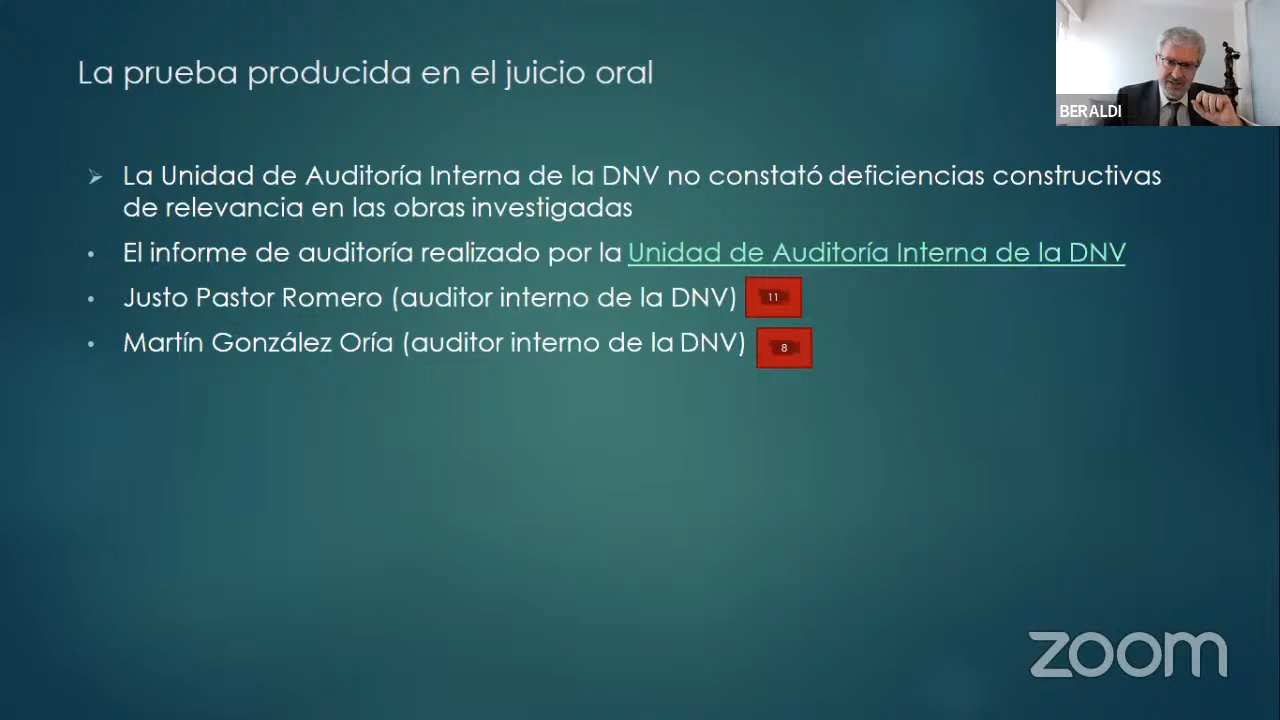 La prueba producida en el juicio oral
BERALDI
La Unidad de Auditoría Interna de la DNV no constató deficiencias constructivas
de relevancia en las obras investigadas
El informe de auditoría realizado por la Unidad de Auditoría Interna de la DNV
Justo Pastor Romero (auditor interno de la DNV) 11
Martín González Oría (auditor interno de la DNV) 8
zoom